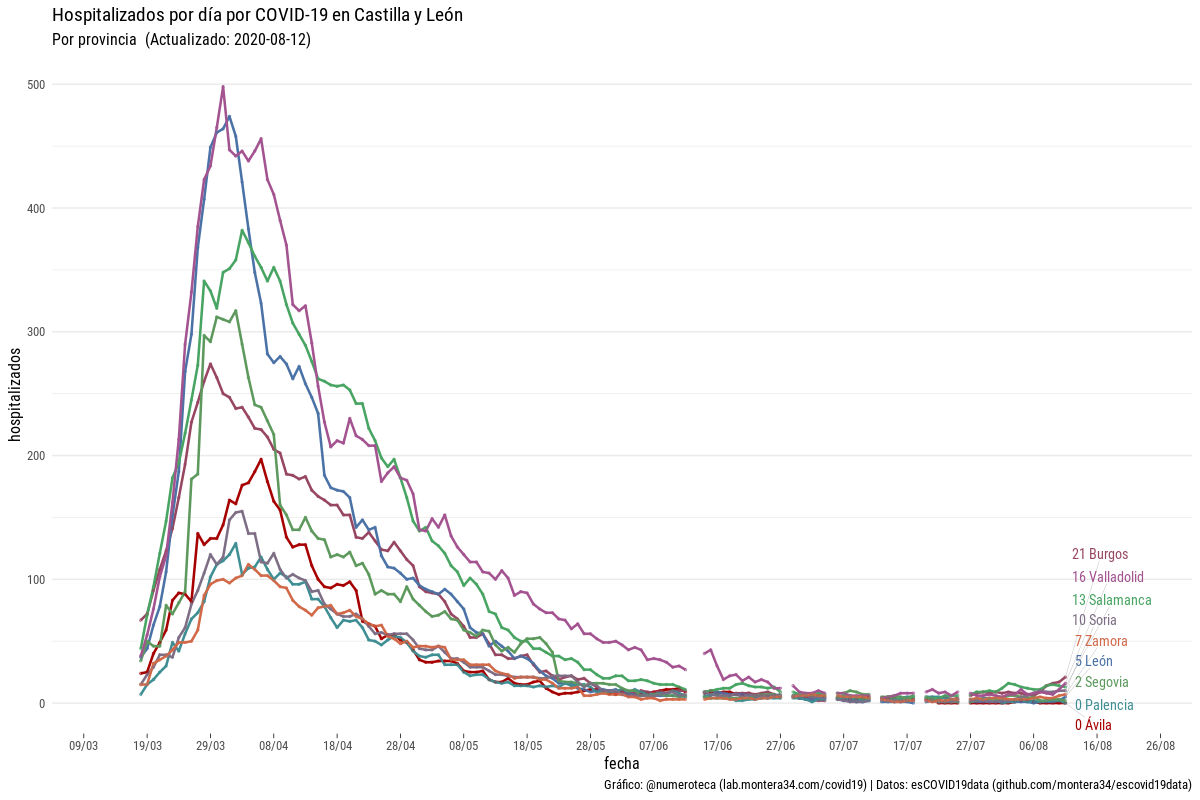 Hospitalizados por día por COVID-19 en Castilla y León
Por provincia  (Actualizado: 2020-08-12)
hospitalizados
500
400
300
200
100
0
21 Burgos
16 Valladolid
13 Salamanca
10 Soria
7 Zamora
5 León
2 Segovia
0 Palencia
0 Ávila
09/03 19/03 29/03 08/04 18/04 28/04 08/05 18/05 28/05 07/06 17/06 27/06 07/07 17/07 27/07 06/08 16/08 26/08
fecha
Gráfico: @numeroteca (lab.montera34.com/covid19) | Datos: esCOVID19data (github.com/montera34/escovid19data)